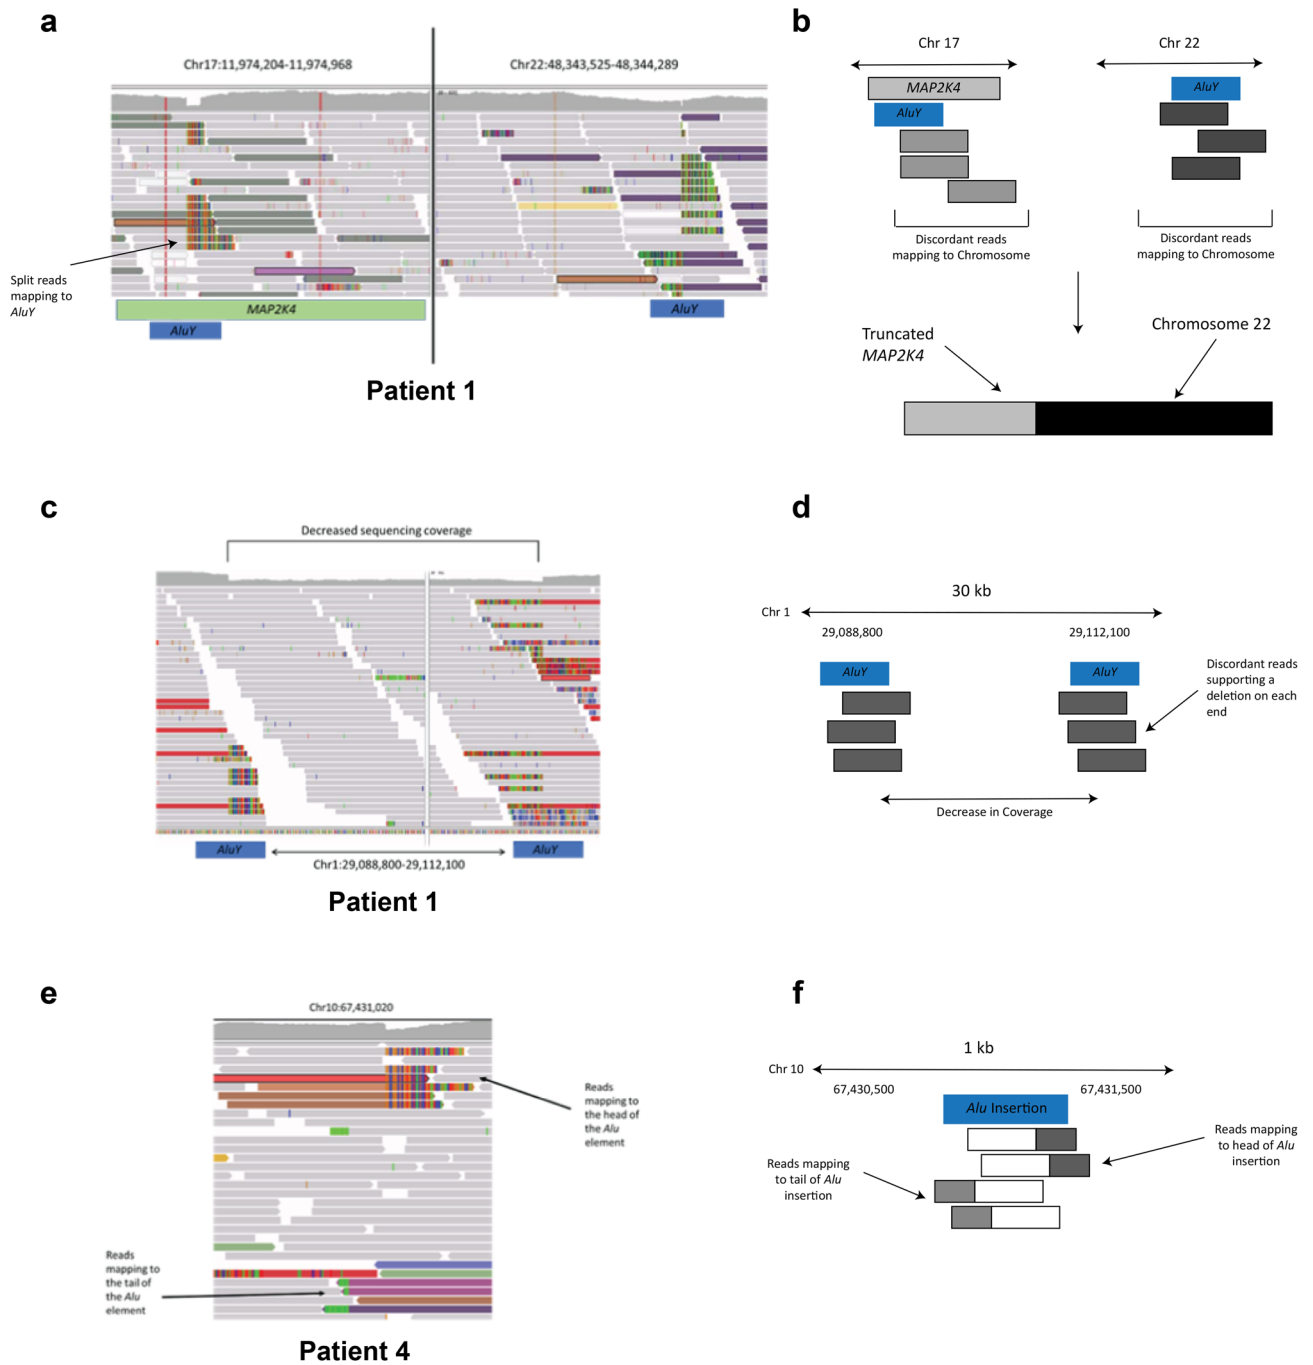 a
Chr17:11,974,204-11,974,968
Chr22:48,343,525-48,344,289
Split reads
mapping to
AluY
MAP2K4
AluY
AluY
Patient 1
b
Chr 17
Chr 22
MAP2K4
AluY
AluY
Discordant reads
mapping to Chromosome
Discordant reads
mapping to Chromosome
Truncated
MAP2K4
Chromosome 22
c
Decreased sequencing coverage
AluY
AluY
Chr1:29,088,800-29,112,100
Patient 1
d
30 kb
Chr 1
29,088,800
29,112,100
AluY
AluY
Discordant reads
supporting a
deletion on each
end
Decrease in Coverage
e
Chr10:67,431,020
Reads
mapping to
the head of
the Alu
element
Reads
mapping to
the tail of
the Alu
element
Patient 4
f
1 kb
Chr 10
67,430,500
67,431,500
Alu Insertion
Reads mapping
to head of Alu
insertion
Reads mapping
to tail of Alu
insertion